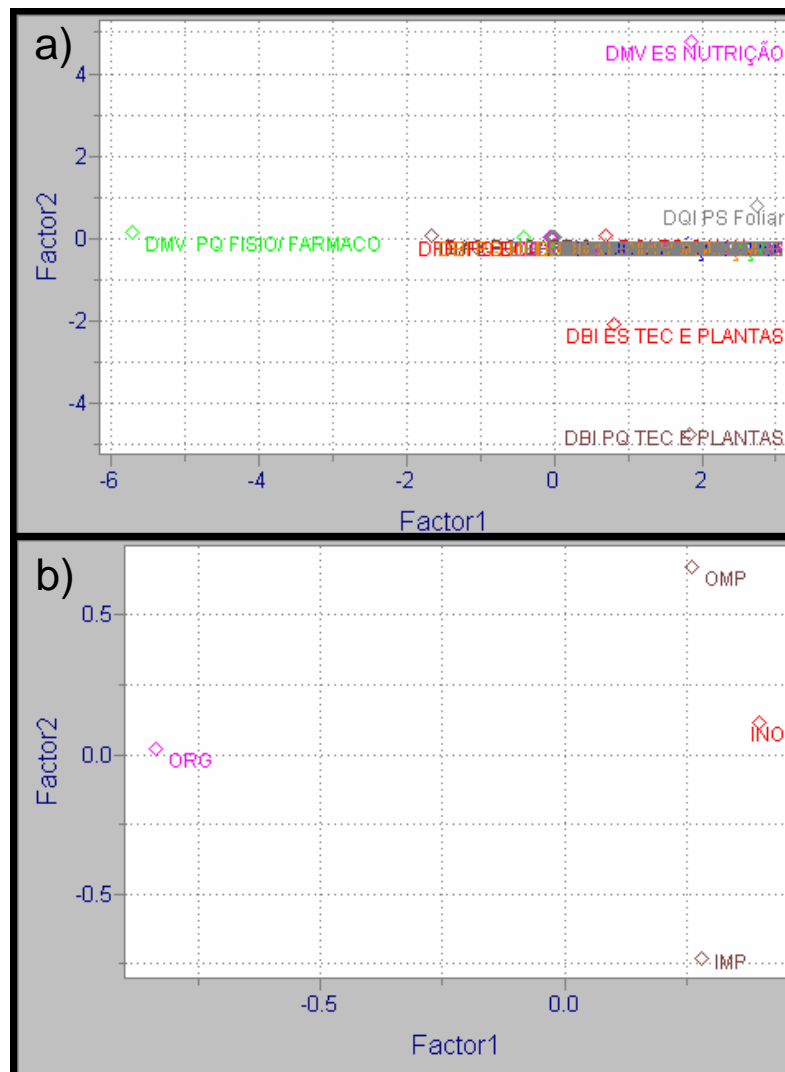 a)
4
2
0
-2
-4
Factor2
DMV ES NUTRIÇÃO
DQI PS Foliar
DMV PQ FISIO/ FARMACO
DBI ES TEC E PLANTAS
DBI PQ TEC E PLANTAS
-6 -4 -2 0 2
Factor1
b)
0.5
0.0
-0.5
Factor2
OMP
INO
ORG
IMP
-0.5 0.0
Factor1